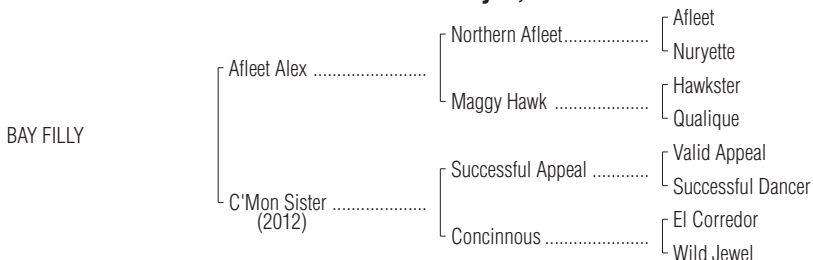 Afleet
Northern Afleet..................
Nuryette
Afleet Alex ........................
Hawkster
Maggy Hawk ....................
Qualique
BAY FILLY
Valid Appeal
Successful Appeal ............
Successful Dancer
C'Mon Sister ....................
(2012)
El Corredor
Concinnous ......................
Wild Jewel